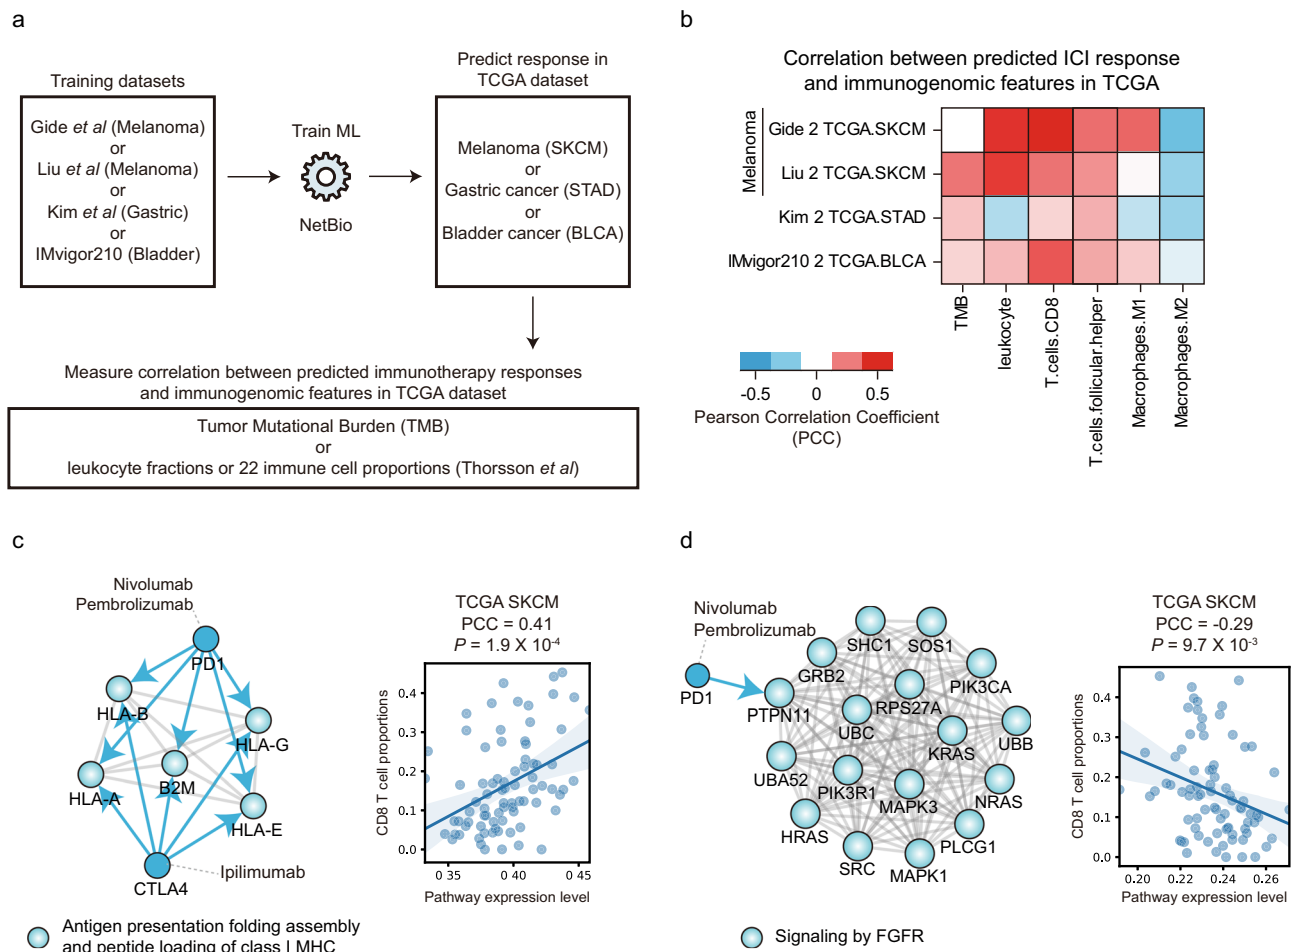 a
Training datasets
Gide et al (Melanoma)
or
Liu et al (Melanoma)
or
Kim et al (Gastric)
or
IMvigor210 (Bladder)
Train ML
NetBio
Predict response in
TCGA dataset
Melanoma (SKCM)
or
Gastric cancer (STAD)
or
Bladder cancer (BLCA)
Measure correlation between predicted immunotherapy responses
and immunogenomic features in TCGA dataset
Tumor Mutational Burden (TMB)
or
leukocyte fractions or 22 immune cell proportions (Thorsson et al)
b
Correlation between predicted ICI response
and immunogenomic features in TCGA
Melanoma
Gide 2 TCGA.SKCM
Liu 2 TCGA.SKCM
Kim 2 TCGA.STAD
IMvigor210 2 TCGA.BLCA
TMB
leukocyte
T.cells.CD8
T.cells.follicular.helper
Macrophages.M1
Macrophages.M2
-0.5 0 0.5
Pearson Correlation Coefficient
(PCC)
c
Nivolumab
Pembrolizumab
PD1
HLA-B
HLA-G
HLA-A
B2M
HLA-E
CTLA4
Ipilimumab
Antigen presentation folding assembly
and peptide loading of class I MHC
TCGA SKCM
PCC = 0.41
P = 1.9 X 10-4
CD8 T cell proportions
0.4
0.3
0.2
0.1
0.0
0 35 0 40 0 45
Pathway expression level
d
Nivolumab
Pembrolizumab
PD1
SHC1
SOS1
GRB2
PIK3CA
PTPN11
RPS27A
UBC
KRAS
UBB
UBA52
PIK3R1
MAPK3
NRAS
HRAS
PLCG1
SRC
MAPK1
Signaling by FGFR
TCGA SKCM
PCC = -0.29
P = 9.7 X 10-3
CD8 T cell proportions
0.4
0.3
0.2
0.1
0.0
0.20 0.22 0.24 0.26
Pathway expression level